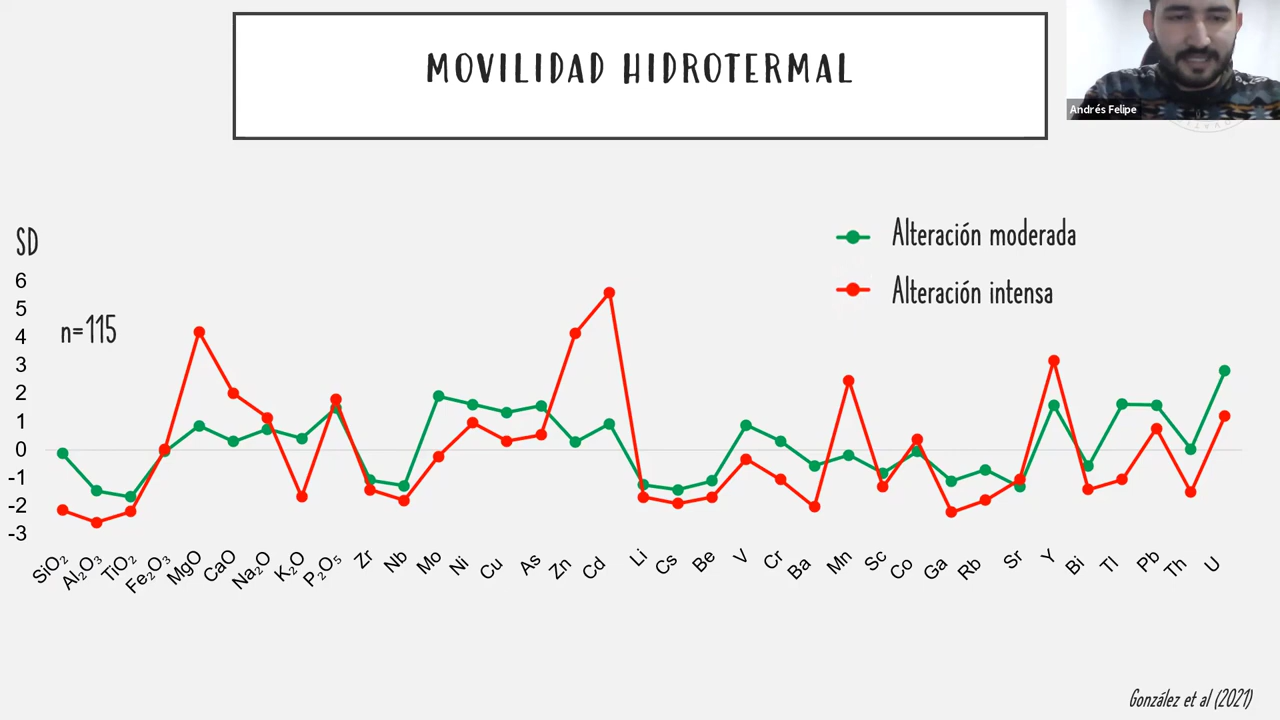 MOVILIDAD HIDROTERMAL
Andrés Felipe
SD
Alteración moderada
Alteración intensa
n=115
6
5
4
3
2
1
0
-1
-2
-3
SiO₂ Al₂O₃ TiO₂ Fe₂O₃ MgO CaO Na₂O K₂O P₂O₅ Zr Nb Mo Ni Cu As Zn Cd Li Cs Be V Cr Ba Mn Sc Co Ga Rb Sr Y Bi Tl Pb Th U
González et al (2021)